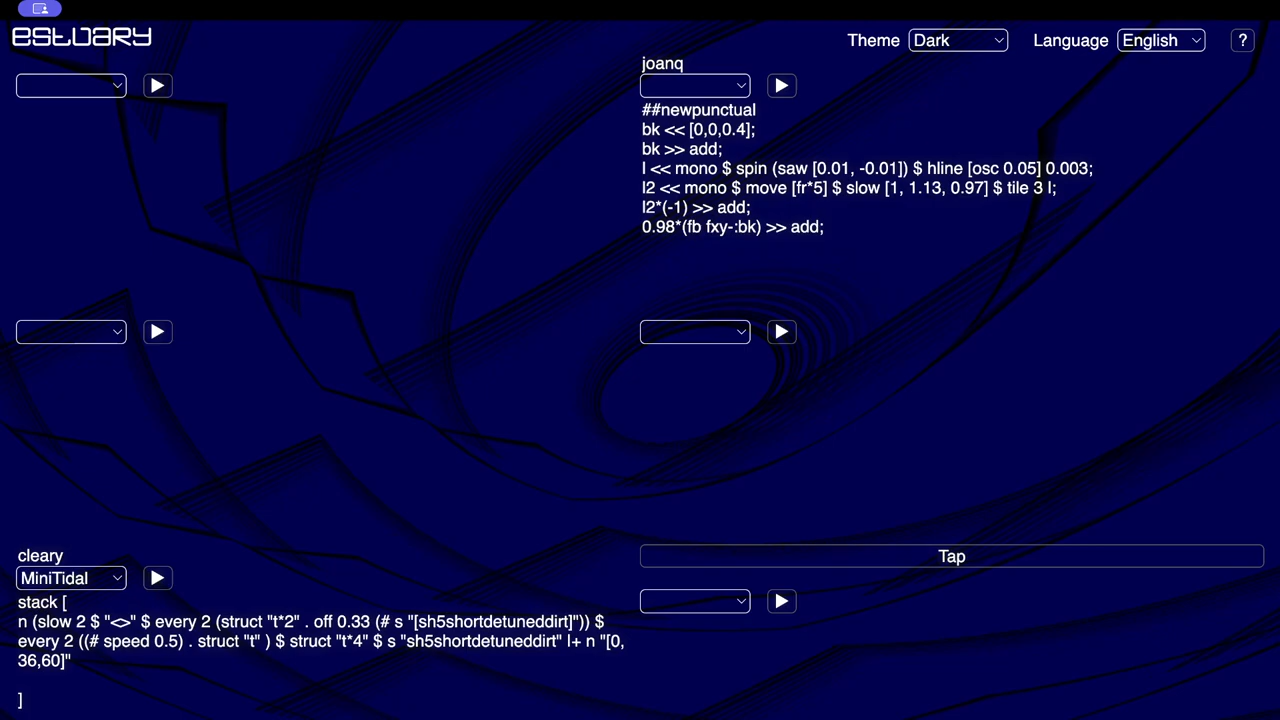 estuary
Theme Dark Language English ?
joanq
##newpunctual
bk << [0,0,0.4];
bk >> add;
l << mono $ spin (saw [0.01, -0.01]) $ hline [osc 0.05] 0.003;
l2 << mono $ move [fr*5] $ slow [1, 1.13, 0.97] $ tile 3 l;
l2*(-1) >> add;
0.98*(fb fxy-:bk) >> add;
cleary
MiniTidal
stack [
n (slow 2 $ "<>" $ every 2 (struct "t*2" . off 0.33 (# s "[sh5shortdetuneddirt]")) $
every 2 ((# speed 0.5) . struct "t" ) $ struct "t*4" $ s "sh5shortdetuneddirt" |+ n "[0,
36,60]"
]
Tap